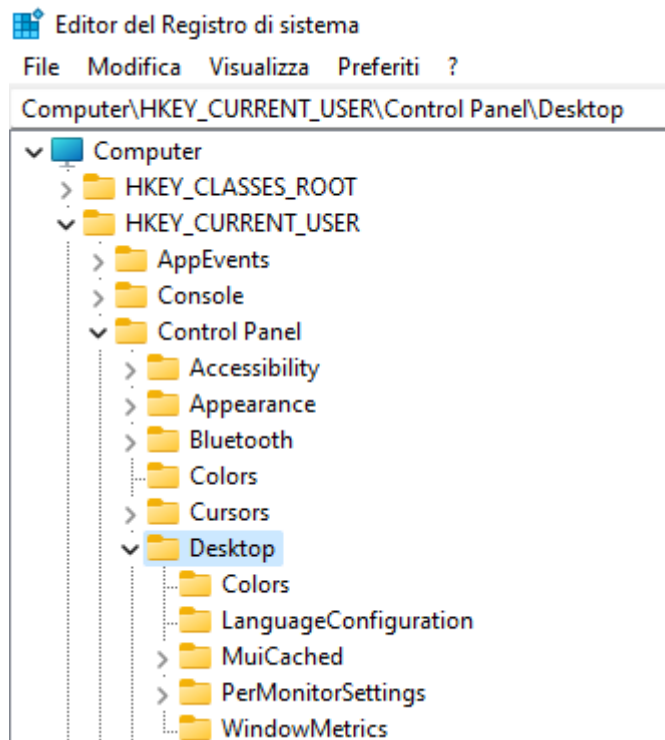 Editor del Registro di sistema
File Modifica Visualizza Preferiti ?
Computer\HKEY_CURRENT_USER\Control Panel\Desktop
Computer
HKEY_CLASSES_ROOT
HKEY_CURRENT_USER
AppEvents
Console
Control Panel
Accessibility
Appearance
Bluetooth
Colors
Cursors
Desktop
Colors
LanguageConfiguration
MuiCached
PerMonitorSettings
WindowMetrics